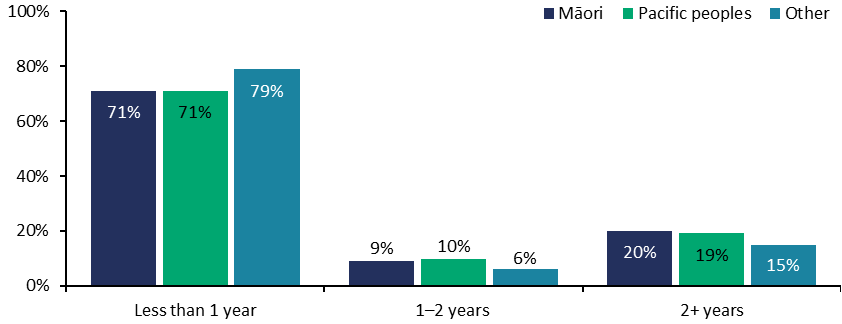 100%
Māori Pacific peoples Other
80%
79%
71% 71%
60%
40%
20%
9% 10% 6%
20% 19% 15%
0%
Less than 1 year 1–2 years 2+ years